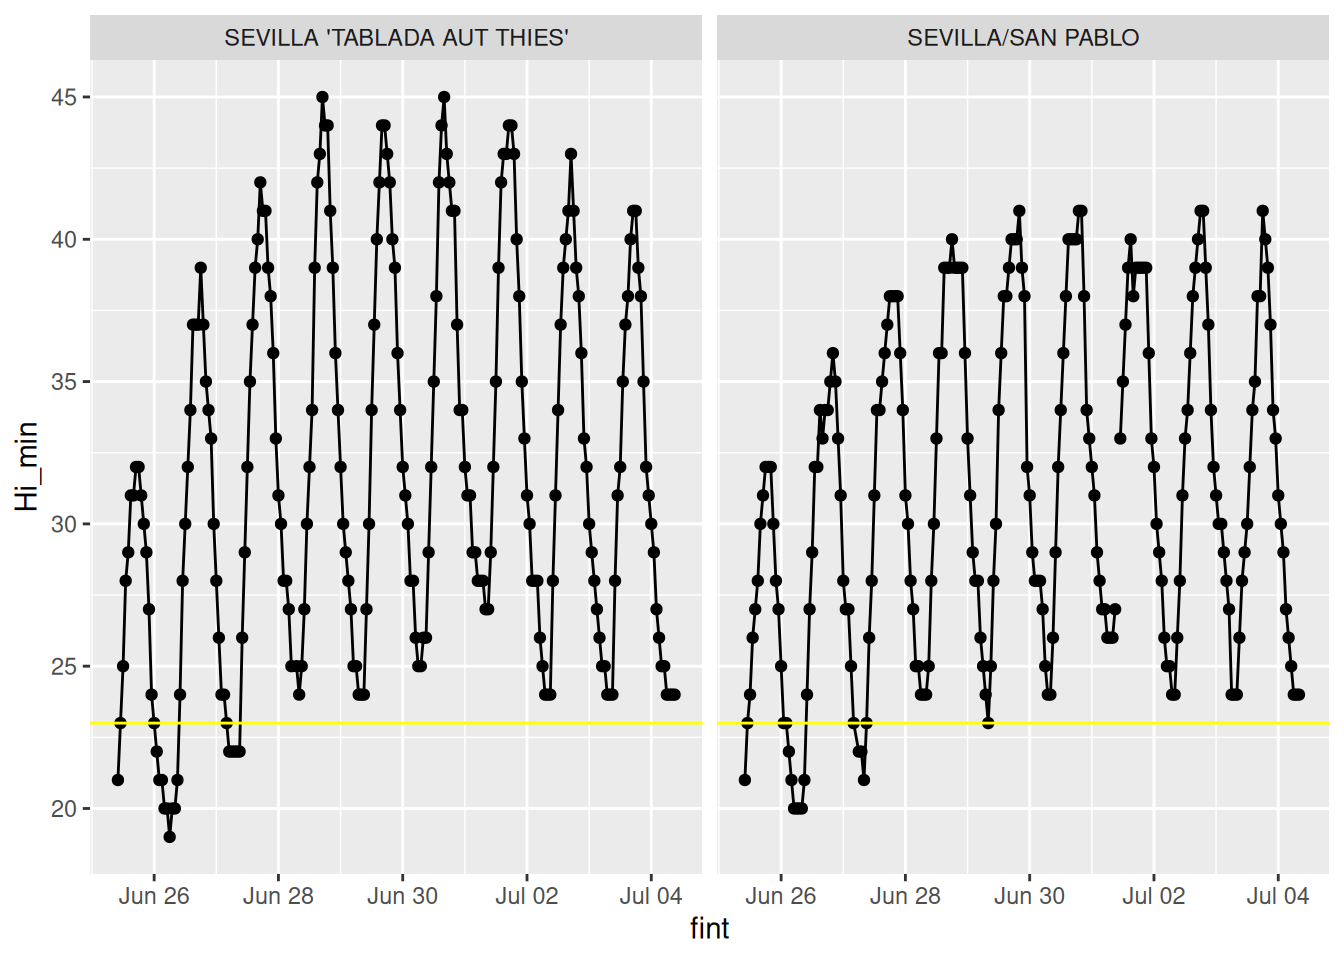 SEVILLA 'TABLADA AUT THIES'
SEVILLA/SAN PABLO
Hi_min
45
40
35
30
25
20
Jun 26 Jun 28 Jun 30 Jul 02 Jul 04
Jun 26 Jun 28 Jun 30 Jul 02 Jul 04
fint